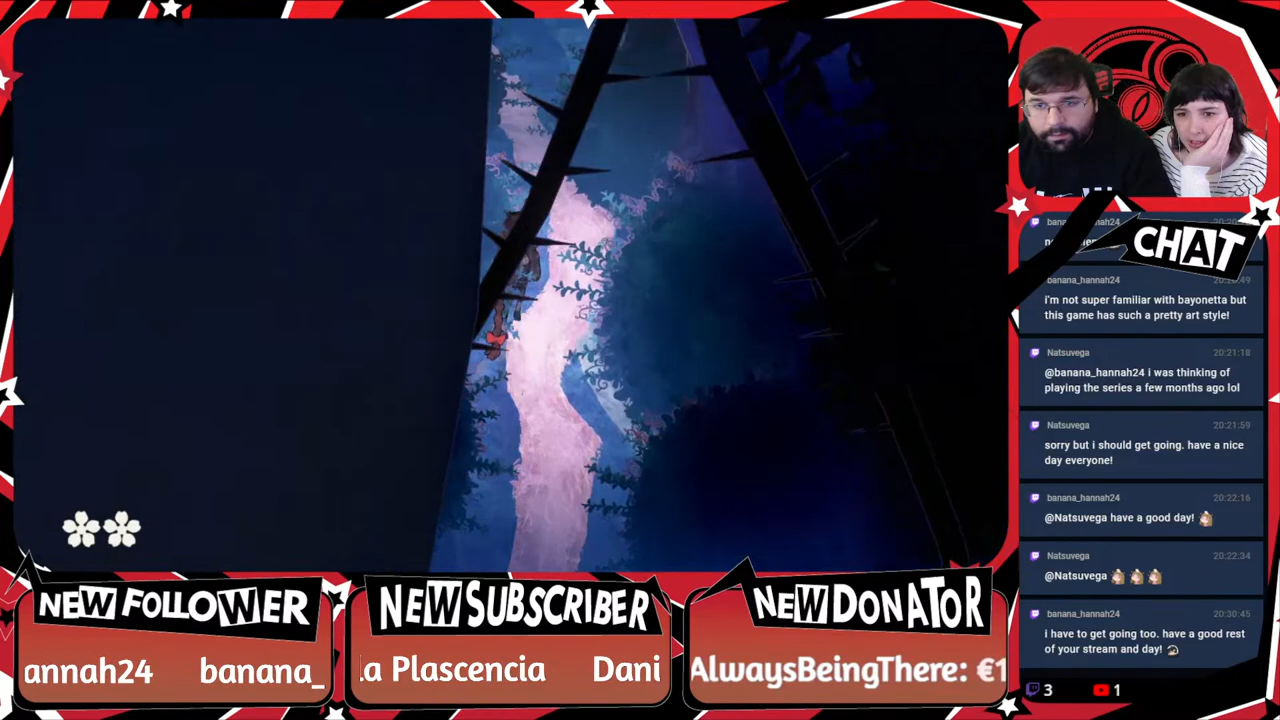 banana_hannah24
CHAT
banana_hannah24
i'm not super familiar with bayonetta but
this game has such a pretty art style!
Natsuvega 20:21:18
@banana_hannah24 i was thinking of
playing the series a few months ago lol
Natsuvega 20:21:59
sorry but i should get going. have a nice
day everyone!
banana_hannah24 20:22:16
@Natsuvega have a good day!
Natsuvega 20:22:34
@Natsuvega
banana_hannah24 20:30:45
i have to get going too. have a good rest
of your stream and day!
3 1
NEW FOLLOWER
annah24 banana_
NEW SUBSCRIBER
la Plascencia Dani
NEW DONATOR
AlwaysBeingThere: €1